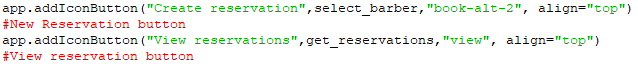 app.addIconButton("Create reservation",select_barber,"book-alt-2", align="top")
#New Reservation button
app.addIconButton("View reservations",get_reservations,"view", align="top")
#View reservation button